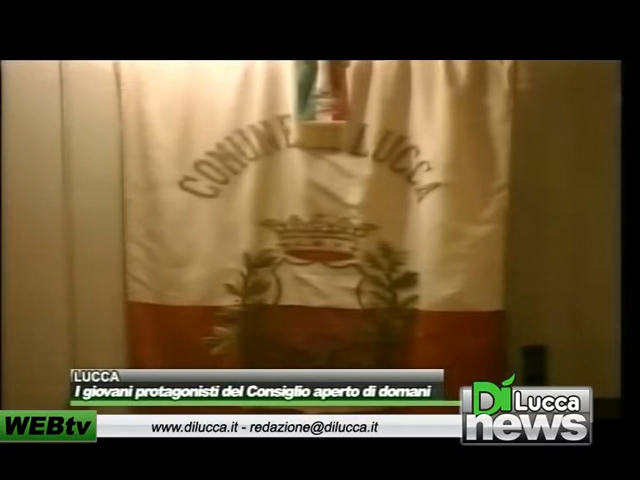 COMUNE
LUCCA
LUCCA
I giovani protagonisti del Consiglio aperto di domani
Dì LUCCA
news
WEBtv
www.dilucca.it - redazione@dilucca.it